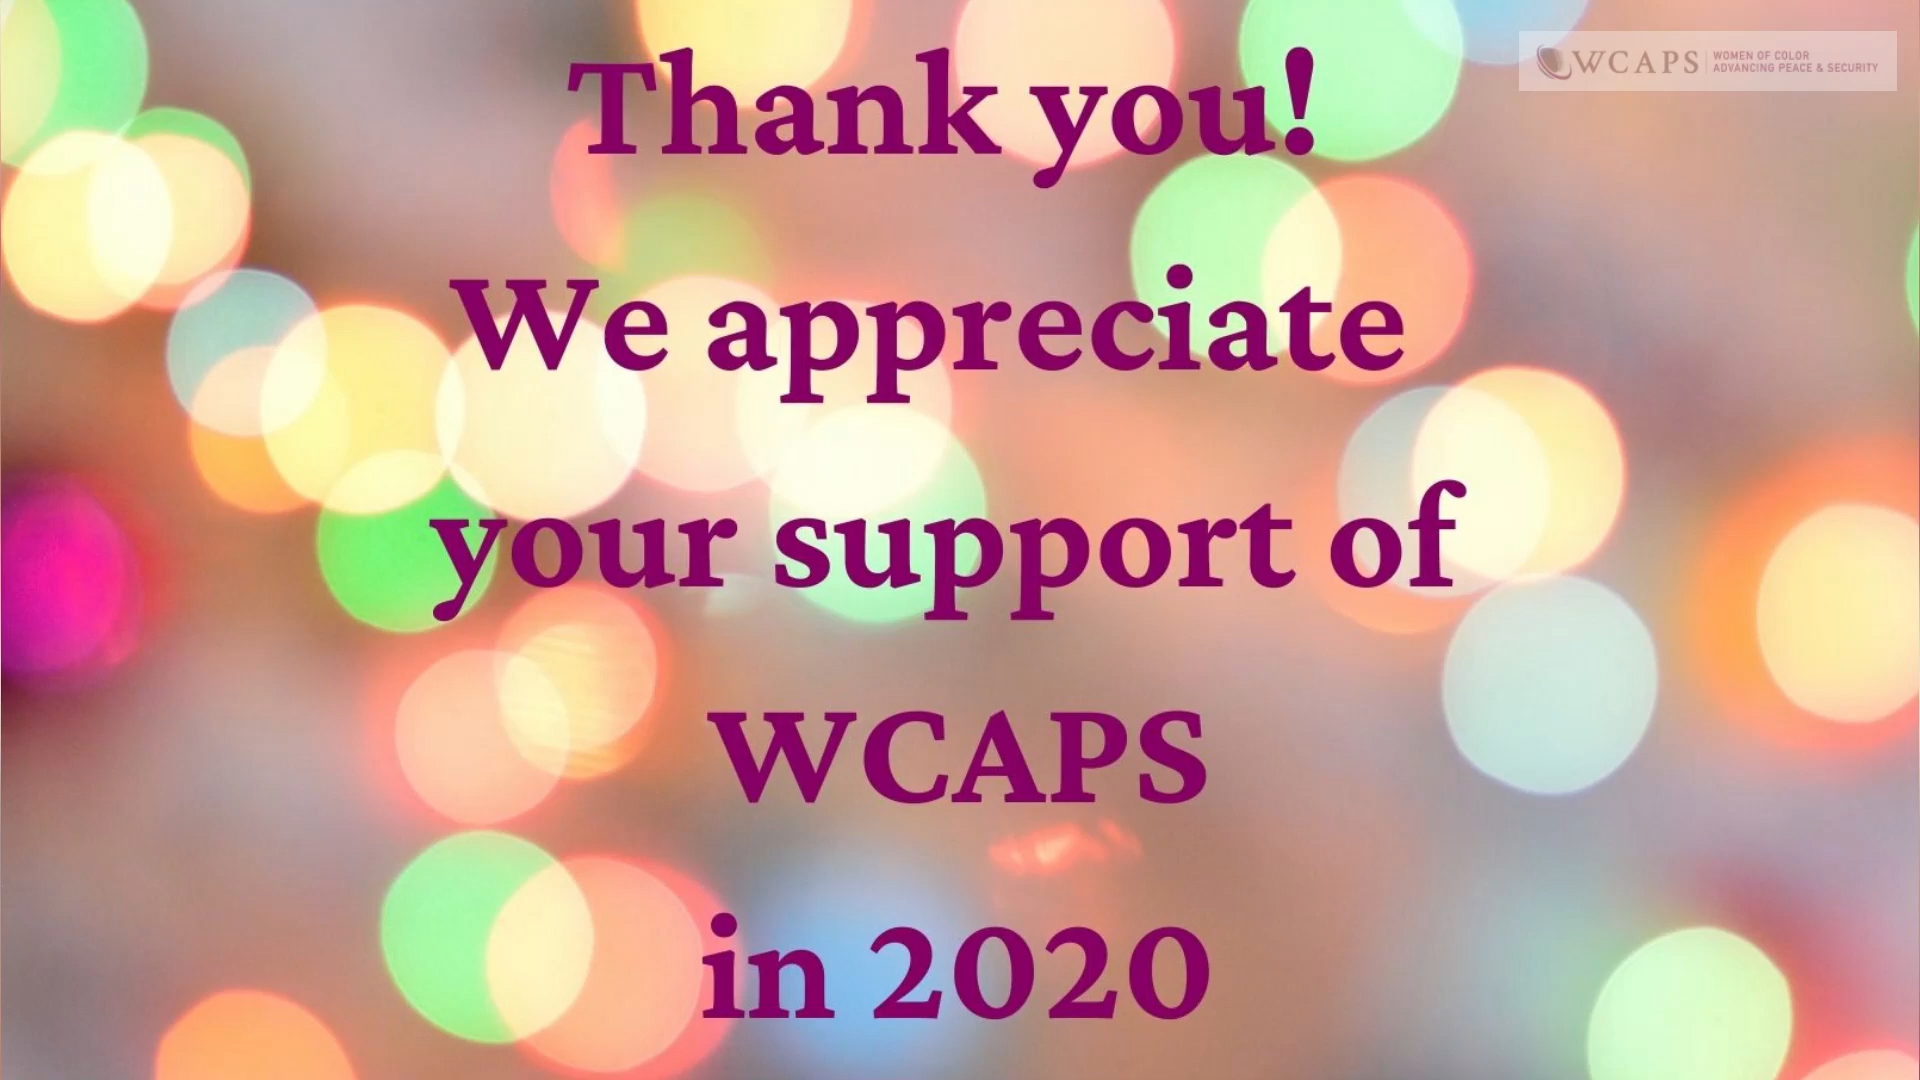 WCAPS
WOMEN OF COLOR
ADVANCING PEACE & SECURITY
Thank you!
We appreciate
your support of
WCAPS
in 2020